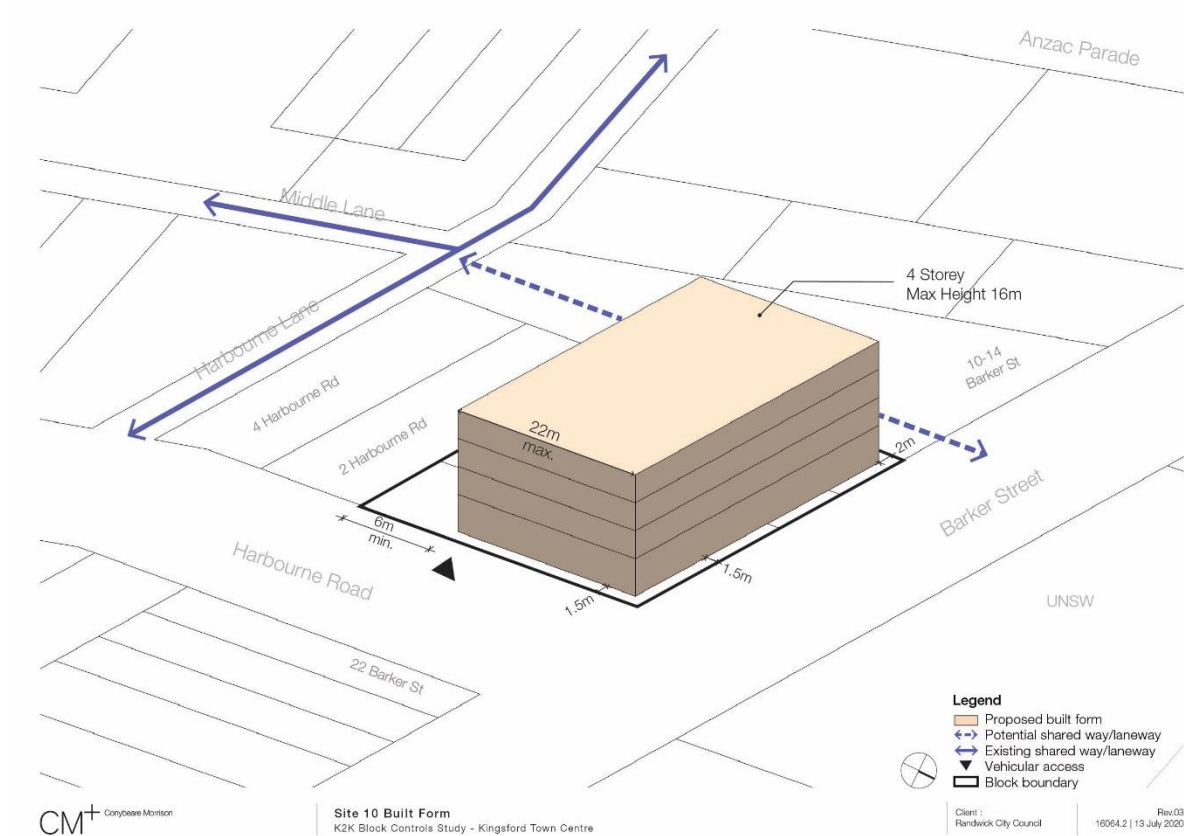 Anzac Parade
Middle Lane
4 Storey
Max Height 16m
Harbourne Lane
4 Harbourne Rd
10-14
Barker St
2 Harbourne Rd
22m
max.
2m
Barker Street
6m
min.
Harbourne Road
1.5m
1.5m
UNSW
22 Barker St
Legend
Proposed built form
Potential shared way/laneway
Existing shared way/laneway
Vehicular access
Block boundary
CM+ Conybeare Morrison
Site 10 Built Form
K2K Block Controls Study - Kingsford Town Centre
Client :
Randwick City Council
Rev.03
16064.2 | 13 July 2020